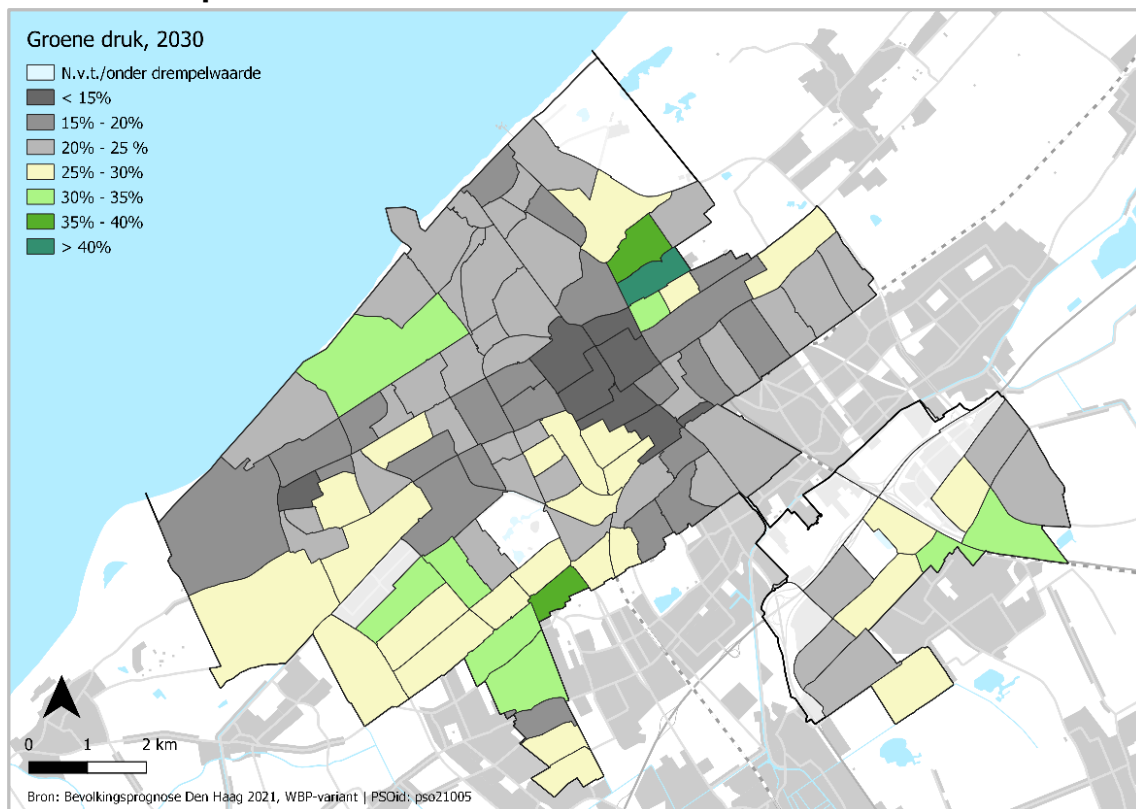 Groene druk, 2030
N.v.t./onder drempelwaarde
< 15%
15% - 20%
20% - 25 %
25% - 30%
30% - 35%
35% - 40%
> 40%
0 1 2 km
Bron: Bevolkingsprognose Den Haag 2021, WBP-variant | PSOid: pso21005